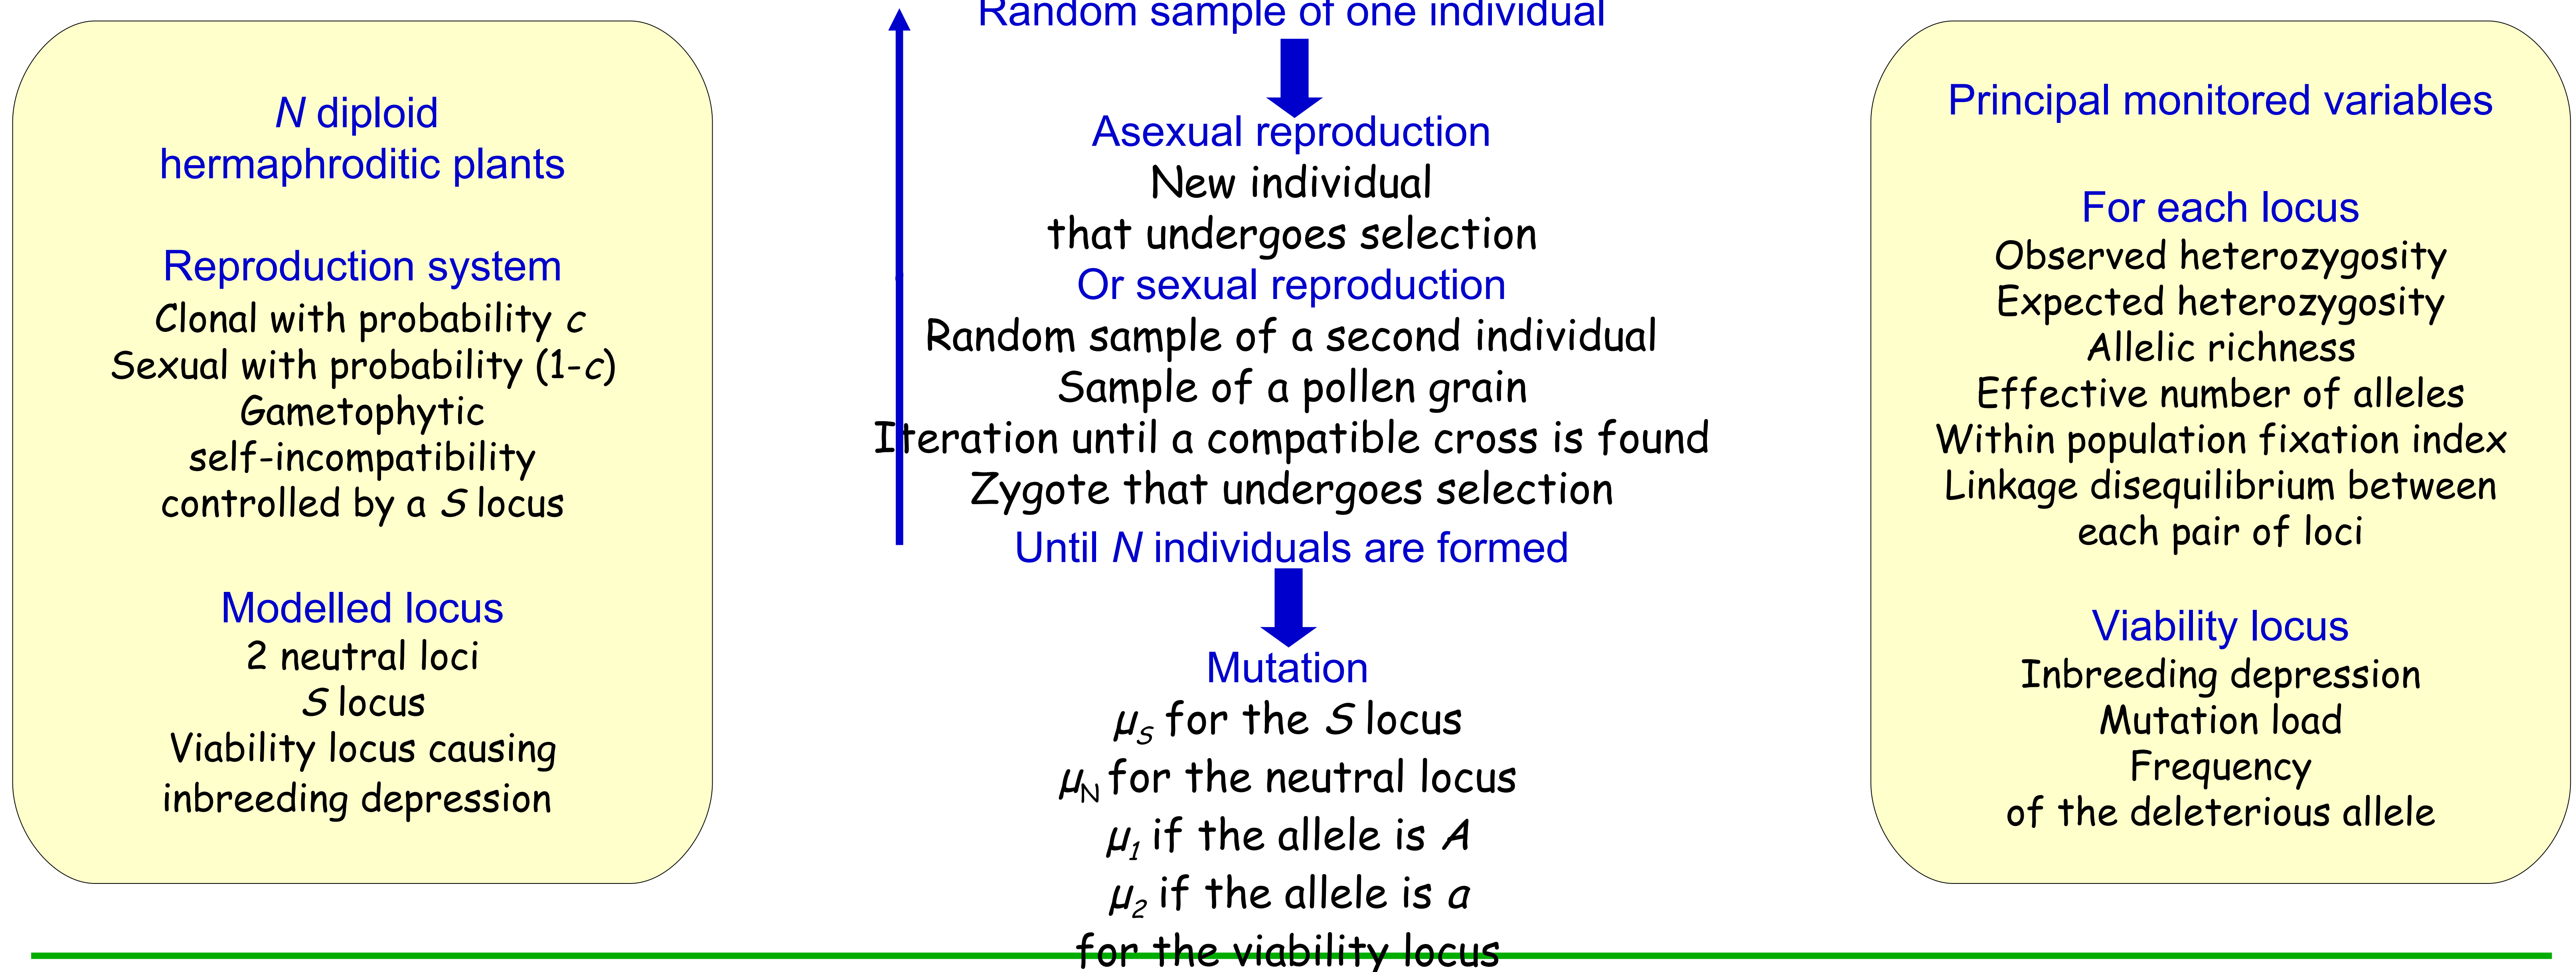 N diploid
hermaphroditic plants
Reproduction system
Clonal with probability c
Sexual with probability (1-c)
Gametophytic
self-incompatibility
controlled by a S locus
Modelled locus
2 neutral loci
S locus
Viability locus causing
inbreeding depression
Random sample of one individual
Asexual reproduction
New individual
that undergoes selection
Or sexual reproduction
Random sample of a second individual
Sample of a pollen grain
Iteration until a compatible cross is found
Zygote that undergoes selection
Until N individuals are formed
Mutation
μS for the S locus
μN for the neutral locus
μ1 if the allele is A
μ2 if the allele is a
for the viability locus
Principal monitored variables
For each locus
Observed heterozygosity
Expected heterozygosity
Allelic richness
Effective number of alleles
Within population fixation index
Linkage disequilibrium between
each pair of loci
Viability locus
Inbreeding depression
Mutation load
Frequency
of the deleterious allele